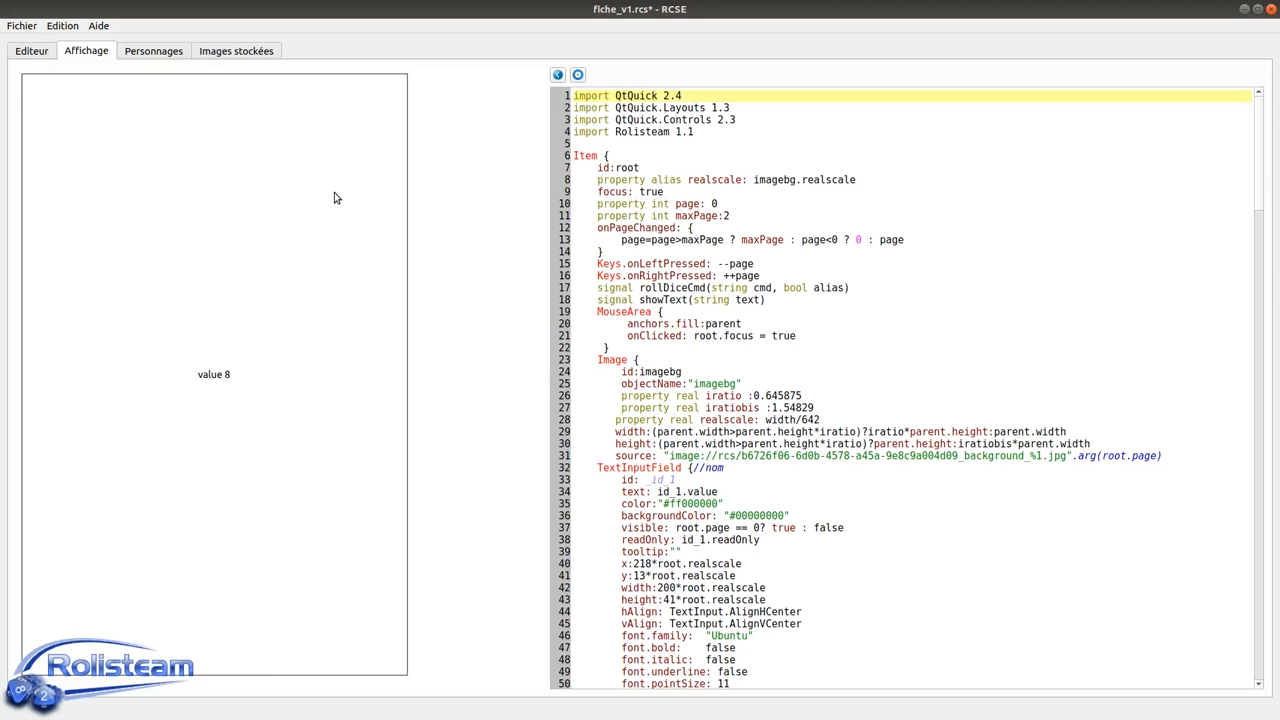 fiche_v1.rcs* - RCSE
Fichier Edition Aide
Editeur Affichage Personnages Images stockées
value 8
Rolisteam
8 2
1 import QtQuick 2.4
2 import QtQuick.Layouts 1.3
3 import QtQuick.Controls 2.3
4 import Rolisteam 1.1
5
6 Item {
7 id:root
8 property alias realscale: imagebg.realscale
9 focus: true
10 property int page: 0
11 property int maxPage:2
12 onPageChanged: {
13 page=page>maxPage ? maxPage : page<0 ? 0 : page
14 }
15 Keys.onLeftPressed: --page
16 Keys.onRightPressed: ++page
17 signal rollDiceCmd(string cmd, bool alias)
18 signal showText(string text)
19 MouseArea {
20 anchors.fill:parent
21 onClicked: root.focus = true
22 }
23 Image {
24 id:imagebg
25 objectName:"imagebg"
26 property real iratio :0.645875
27 property real iratiobis :1.54829
28 property real realscale: width/642
29 width:(parent.width>parent.height*iratio)?iratio*parent.height:parent.width
30 height:(parent.width>parent.height*iratio)?parent.height:iratiobis*parent.width
31 source: "image://rcs/b6726f06-6d0b-4578-a45a-9e8c9a004d09_background_%1.jpg".arg(root.page)
32 TextInputField {//nom
33 id: _id_1
34 text: id_1.value
35 color:"#ff000000"
36 backgroundColor: "#00000000"
37 visible: root.page == 0? true : false
38 readOnly: id_1.readOnly
39 tooltip:""
40 x:218*root.realscale
41 y:13*root.realscale
42 width:200*root.realscale
43 height:41*root.realscale
44 hAlign: TextInput.AlignHCenter
45 vAlign: TextInput.AlignVCenter
46 font.family: "Ubuntu"
47 font.bold: false
48 font.italic: false
49 font.underline: false
50 font.pointSize: 11